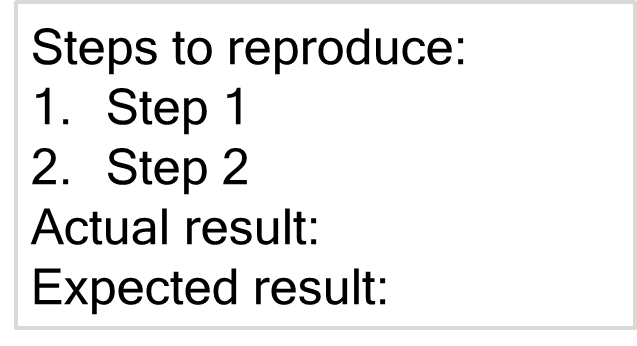 Steps to reproduce:
1. Step 1
2. Step 2
Actual result:
Expected result: